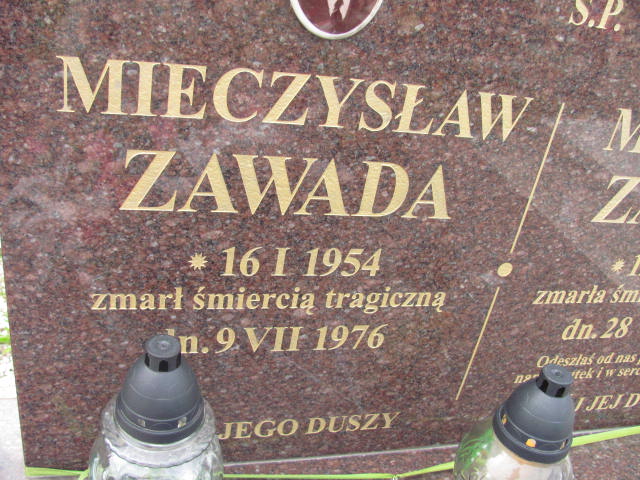 MIECZYSŁAW
ZAWADA
* 16 I 1954
zmarł śmiercią tragiczną
dn. 9 VII 1976
JEGO DUSZY
Ś.P.
zmarła
dn. 28
Odeszłaś od nas
i w
JEJ